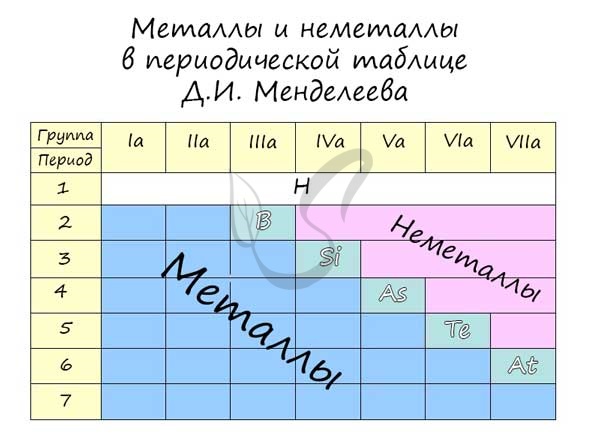 Металлы и неметаллы
в периодической таблице
Д.И. Менделеева
Группа Ia IIa IIIa IVa Va VIa VIIa
Период
1 H
2 B
Неметаллы
3 Si
Металлы
4 As
5 Te
6 At
7